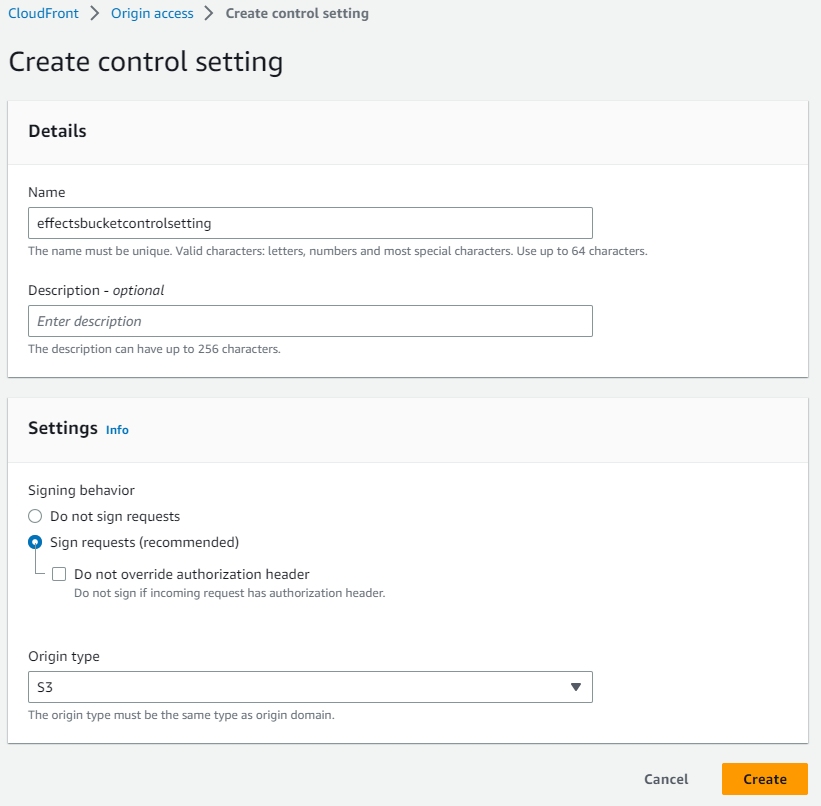 CloudFront > Origin access > Create control setting
Create control setting
Details
Name
effectsbucketcontrolsetting
The name must be unique. Valid characters: letters, numbers and most special characters. Use up to 64 characters.
Description - optional
Enter description
The description can have up to 256 characters.
Settings Info
Signing behavior
Do not sign requests
Sign requests (recommended)
Do not override authorization header
Do not sign if incoming request has authorization header.
Origin type
S3
The origin type must be the same type as origin domain.
Cancel Create